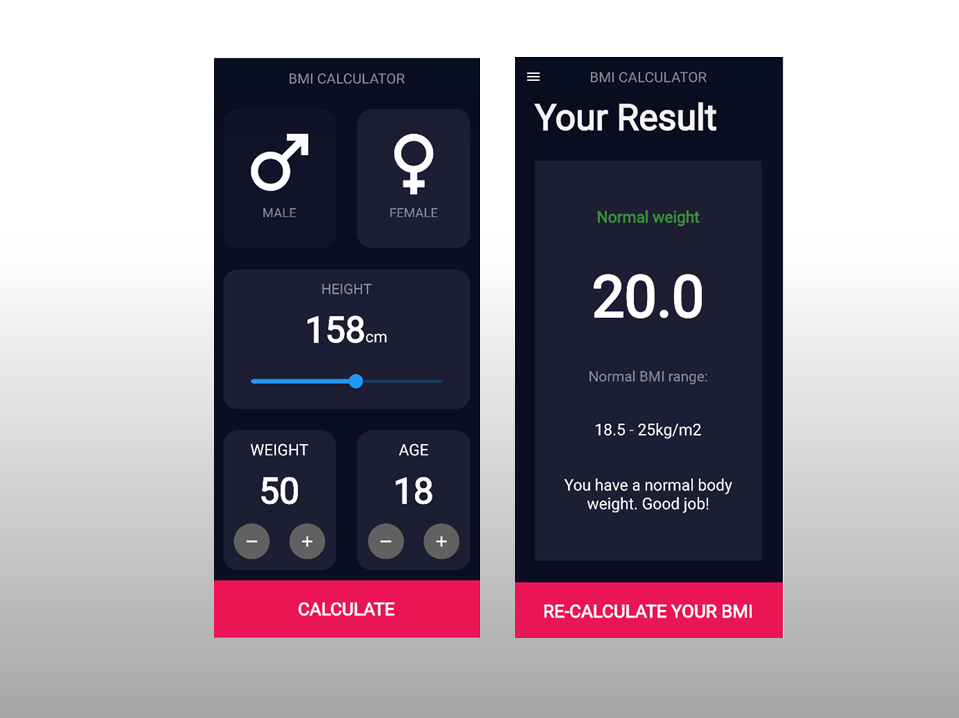 BMI CALCULATOR
MALE
FEMALE
HEIGHT
158cm
WEIGHT
50
− +
AGE
18
− +
CALCULATE
BMI CALCULATOR
Your Result
Normal weight
20.0
Normal BMI range:
18.5 - 25kg/m2
You have a normal body
weight. Good job!
RE-CALCULATE YOUR BMI